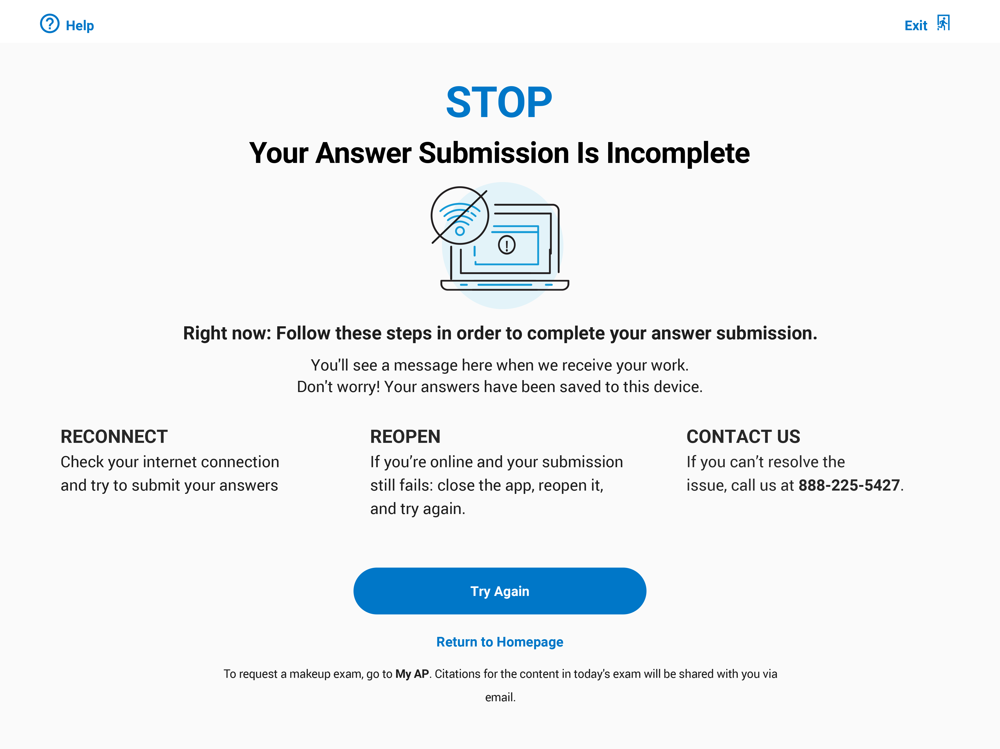 Help
Exit
STOP
Your Answer Submission Is Incomplete
Right now: Follow these steps in order to complete your answer submission.
You'll see a message here when we receive your work.
Don't worry! Your answers have been saved to this device.
RECONNECT
Check your internet connection
and try to submit your answers
REOPEN
If you’re online and your submission
still fails: close the app, reopen it,
and try again.
CONTACT US
If you can’t resolve the
issue, call us at 888-225-5427.
Try Again
Return to Homepage
To request a makeup exam, go to My AP. Citations for the content in today's exam will be shared with you via
email.